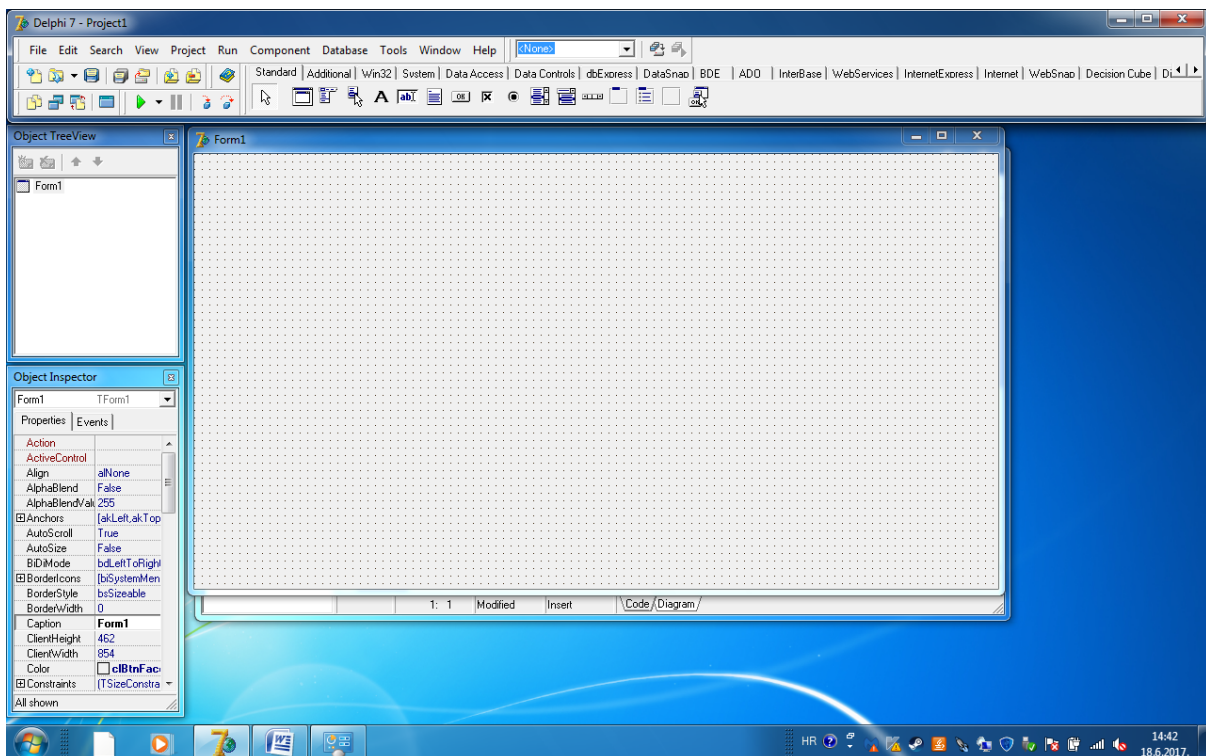 Delphi 7 - Project1
File Edit Search View Project Run Component Database Tools Window Help <None>
Standard Additional Win32 System Data Access Data Controls dbExpress DataSnap BDE ADO InterBase WebServices InternetExpress Internet WebSnap Decision Cube Di
A ab OK
Object TreeView
Form1
Form1
Object Inspector
Form1 TForm1
Properties Events
Action
ActiveControl
Align alNone
AlphaBlend False
AlphaBlendValu 255
Anchors [akLeft,akTop
AutoScroll True
AutoSize False
BiDiMode bdLeftToRight
BorderIcons [biSystemMen
BorderStyle bsSizeable
BorderWidth 0
Caption Form1
ClientHeight 462
ClientWidth 854
Color clBtnFac
Constraints (TSizeConstra
All shown
1: 1 Modified Insert Code Diagram
HR 14:42
18.6.2017.